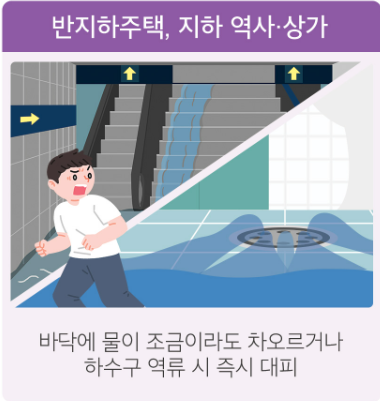 반지하주택, 지하 역사·상가
바닥에 물이 조금이라도 차오르거나
하수구 역류 시 즉시 대피